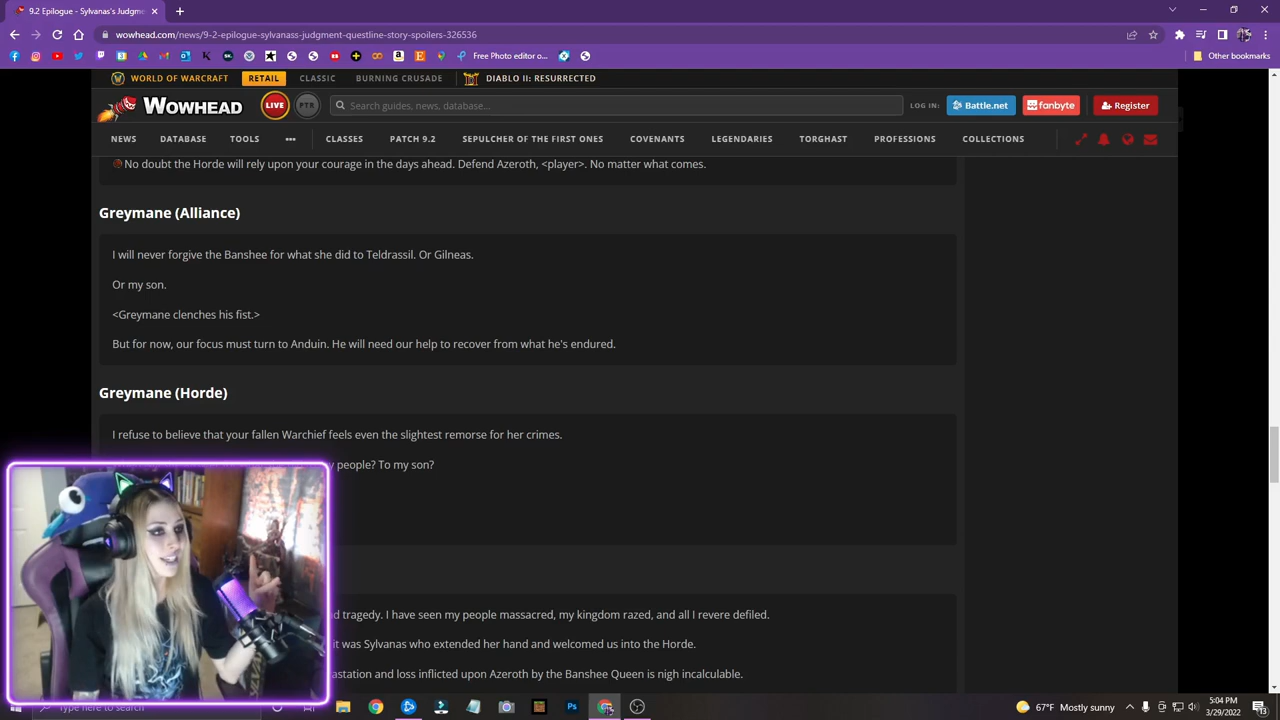 9.2 Epilogue - Sylvanas's Judgm
wowhead.com/news/9-2-epilogue-sylvanass-judgment-questline-story-spoilers-326536
Free Photo editor o...
Other bookmarks
WORLD OF WARCRAFT
RETAIL
CLASSIC
BURNING CRUSADE
DIABLO II: RESURRECTED
WOWHEAD
LIVE
PTR
Search guides, news, database...
LOG IN:
Battle.net
fanbyte
Register
NEWS
DATABASE
TOOLS
CLASSES
PATCH 9.2
SEPULCHER OF THE FIRST ONES
COVENANTS
LEGENDARIES
TORGHAST
PROFESSIONS
COLLECTIONS
No doubt the Horde will rely upon your courage in the days ahead. Defend Azeroth, <player>. No matter what comes.
Greymane (Alliance)
I will never forgive the Banshee for what she did to Teldrassil. Or Gilneas.
Or my son.
<Greymane clenches his fist.>
But for now, our focus must turn to Anduin. He will need our help to recover from what he's endured.
Greymane (Horde)
I refuse to believe that your fallen Warchief feels even the slightest remorse for her crimes.
people? To my son?
tragedy. I have seen my people massacred, my kingdom razed, and all I revere defiled.
it was Sylvanas who extended her hand and welcomed us into the Horde.
and loss inflicted upon Azeroth by the Banshee Queen is nigh incalculable.
Type here to search
67°F Mostly sunny
5:04 PM
3/29/2022